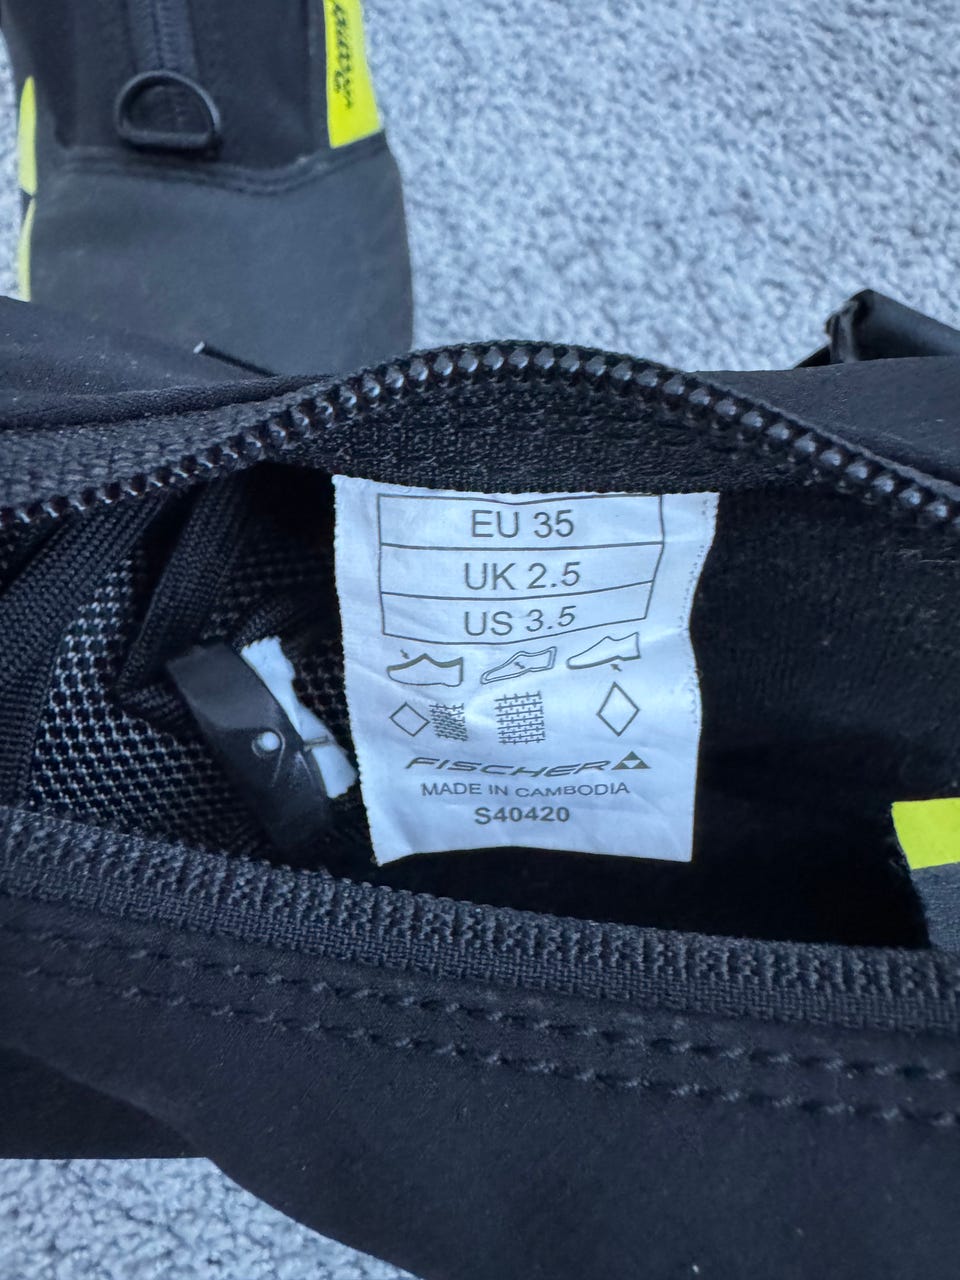 EU 35
UK 2.5
US 3.5
FISCHER
MADE IN CAMBODIA
S40420